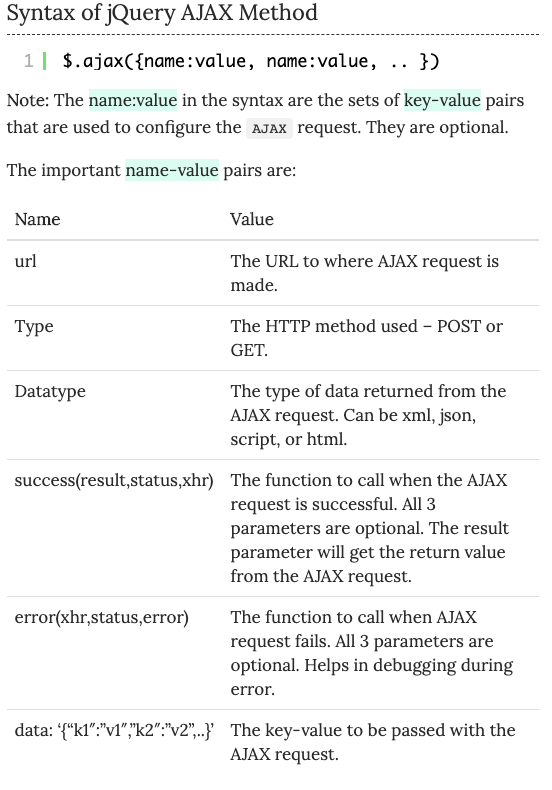 Syntax of jQuery AJAX Method
1 $.ajax({name:value, name:value, .. })
Note: The name:value in the syntax are the sets of key-value pairs
that are used to configure the AJAX request. They are optional.
The important name-value pairs are:
Name Value
url The URL to where AJAX request is
made.
Type The HTTP method used – POST or
GET.
Datatype The type of data returned from the
AJAX request. Can be xml, json,
script, or html.
success(result,status,xhr) The function to call when the AJAX
request is successful. All 3
parameters are optional. The result
parameter will get the return value
from the AJAX request.
error(xhr,status,error) The function to call when AJAX
request fails. All 3 parameters are
optional. Helps in debugging during
error.
data: ‘{“k1″:”v1″,”k2″:”v2”,..}’ The key-value to be passed with the
AJAX request.